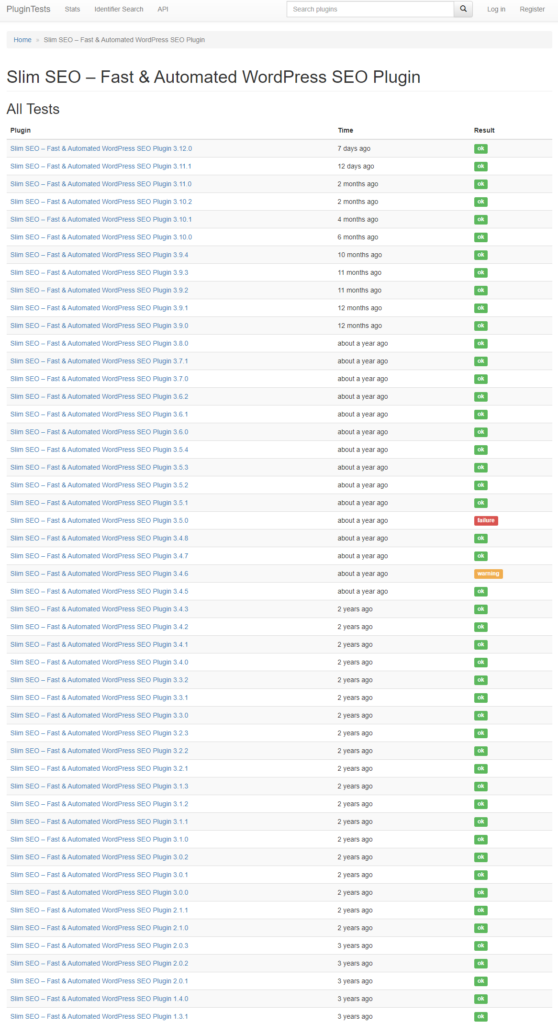 PluginTests Stats Identifier Search API Search plugins Log in Register
Home » Slim SEO – Fast & Automated WordPress SEO Plugin
Slim SEO – Fast & Automated WordPress SEO Plugin
All Tests
Plugin Time Result
Slim SEO – Fast & Automated WordPress SEO Plugin 3.12.0 7 days ago ok
Slim SEO – Fast & Automated WordPress SEO Plugin 3.11.1 12 days ago ok
Slim SEO – Fast & Automated WordPress SEO Plugin 3.11.0 2 months ago ok
Slim SEO – Fast & Automated WordPress SEO Plugin 3.10.2 2 months ago ok
Slim SEO – Fast & Automated WordPress SEO Plugin 3.10.1 4 months ago ok
Slim SEO – Fast & Automated WordPress SEO Plugin 3.10.0 6 months ago ok
Slim SEO – Fast & Automated WordPress SEO Plugin 3.9.4 10 months ago ok
Slim SEO – Fast & Automated WordPress SEO Plugin 3.9.3 11 months ago ok
Slim SEO – Fast & Automated WordPress SEO Plugin 3.9.2 11 months ago ok
Slim SEO – Fast & Automated WordPress SEO Plugin 3.9.1 12 months ago ok
Slim SEO – Fast & Automated WordPress SEO Plugin 3.9.0 12 months ago ok
Slim SEO – Fast & Automated WordPress SEO Plugin 3.8.0 about a year ago ok
Slim SEO – Fast & Automated WordPress SEO Plugin 3.7.1 about a year ago ok
Slim SEO – Fast & Automated WordPress SEO Plugin 3.7.0 about a year ago ok
Slim SEO – Fast & Automated WordPress SEO Plugin 3.6.2 about a year ago ok
Slim SEO – Fast & Automated WordPress SEO Plugin 3.6.1 about a year ago ok
Slim SEO – Fast & Automated WordPress SEO Plugin 3.6.0 about a year ago ok
Slim SEO – Fast & Automated WordPress SEO Plugin 3.5.4 about a year ago ok
Slim SEO – Fast & Automated WordPress SEO Plugin 3.5.3 about a year ago ok
Slim SEO – Fast & Automated WordPress SEO Plugin 3.5.2 about a year ago ok
Slim SEO – Fast & Automated WordPress SEO Plugin 3.5.1 about a year ago ok
Slim SEO – Fast & Automated WordPress SEO Plugin 3.5.0 about a year ago failure
Slim SEO – Fast & Automated WordPress SEO Plugin 3.4.8 about a year ago ok
Slim SEO – Fast & Automated WordPress SEO Plugin 3.4.7 about a year ago ok
Slim SEO – Fast & Automated WordPress SEO Plugin 3.4.6 about a year ago warning
Slim SEO – Fast & Automated WordPress SEO Plugin 3.4.5 about a year ago ok
Slim SEO – Fast & Automated WordPress SEO Plugin 3.4.3 2 years ago ok
Slim SEO – Fast & Automated WordPress SEO Plugin 3.4.2 2 years ago ok
Slim SEO – Fast & Automated WordPress SEO Plugin 3.4.1 2 years ago ok
Slim SEO – Fast & Automated WordPress SEO Plugin 3.4.0 2 years ago ok
Slim SEO – Fast & Automated WordPress SEO Plugin 3.3.2 2 years ago ok
Slim SEO – Fast & Automated WordPress SEO Plugin 3.3.1 2 years ago ok
Slim SEO – Fast & Automated WordPress SEO Plugin 3.3.0 2 years ago ok
Slim SEO – Fast & Automated WordPress SEO Plugin 3.2.3 2 years ago ok
Slim SEO – Fast & Automated WordPress SEO Plugin 3.2.2 2 years ago ok
Slim SEO – Fast & Automated WordPress SEO Plugin 3.2.1 2 years ago ok
Slim SEO – Fast & Automated WordPress SEO Plugin 3.1.3 2 years ago ok
Slim SEO – Fast & Automated WordPress SEO Plugin 3.1.2 2 years ago ok
Slim SEO – Fast & Automated WordPress SEO Plugin 3.1.1 2 years ago ok
Slim SEO – Fast & Automated WordPress SEO Plugin 3.1.0 2 years ago ok
Slim SEO – Fast & Automated WordPress SEO Plugin 3.0.2 2 years ago ok
Slim SEO – Fast & Automated WordPress SEO Plugin 3.0.1 2 years ago ok
Slim SEO – Fast & Automated WordPress SEO Plugin 3.0.0 2 years ago ok
Slim SEO – Fast & Automated WordPress SEO Plugin 2.1.1 2 years ago ok
Slim SEO – Fast & Automated WordPress SEO Plugin 2.1.0 2 years ago ok
Slim SEO – Fast & Automated WordPress SEO Plugin 2.0.3 3 years ago ok
Slim SEO – Fast & Automated WordPress SEO Plugin 2.0.2 3 years ago ok
Slim SEO – Fast & Automated WordPress SEO Plugin 2.0.1 3 years ago ok
Slim SEO – Fast & Automated WordPress SEO Plugin 1.4.0 3 years ago ok
Slim SEO – Fast & Automated WordPress SEO Plugin 1.3.1 3 years ago ok